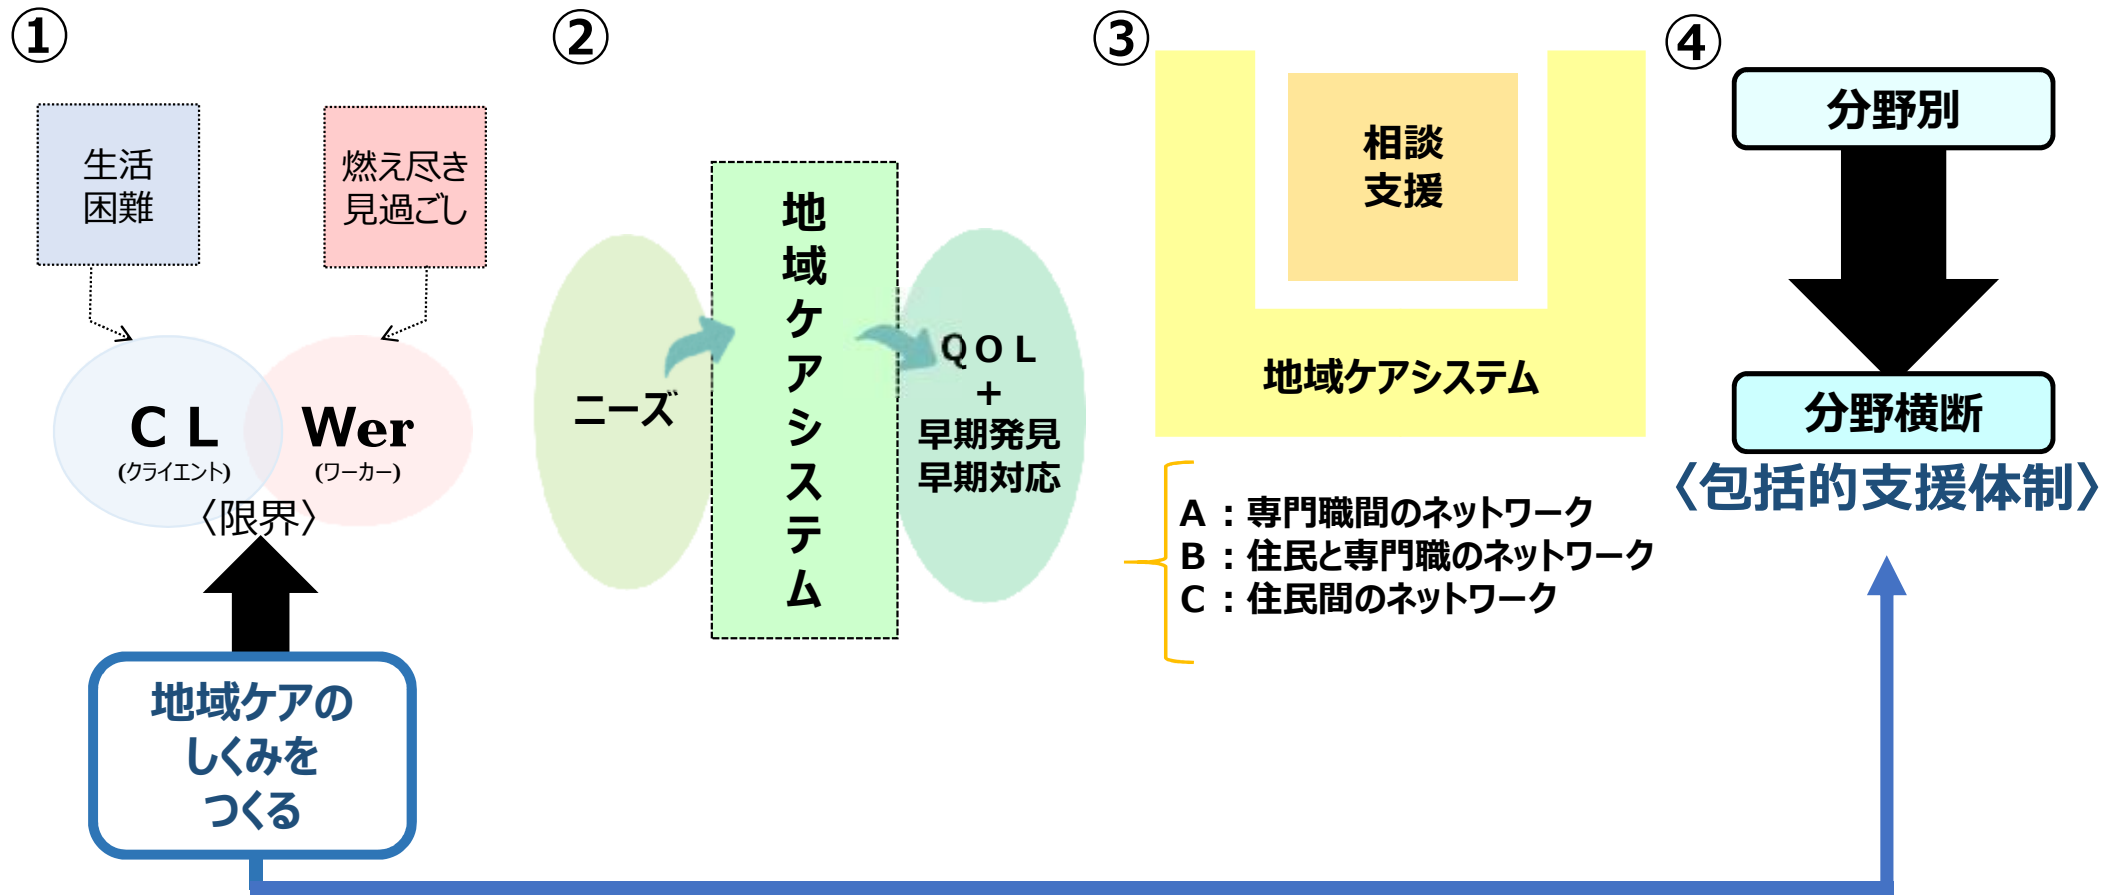 ①
生活
困難
燃え尽き
見過ごし
ＣＬ
(クライエント)
Wer
(ワーカー)
〈限界〉
地域ケアの
しくみを
つくる
②
ニーズ
地域ケアシステム
ＱＯＬ
＋
早期発見
早期対応
③
相談
支援
地域ケアシステム
Ａ：専門職間のネットワーク
Ｂ：住民と専門職のネットワーク
Ｃ：住民間のネットワーク
④
分野別
分野横断
〈包括的支援体制〉